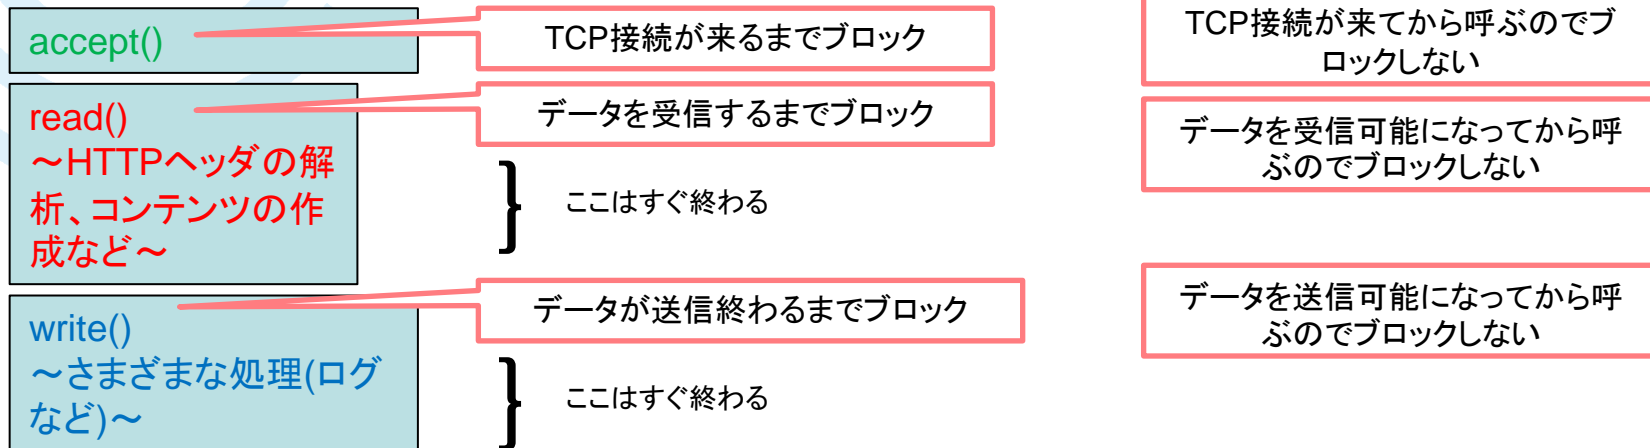 accept()
TCP接続が来るまでブロック
TCP接続が来てから呼ぶのでブ
ロックしない
read()
～HTTPヘッダの解
析、コンテンツの作
成など～
データを受信するまでブロック
データを受信可能になってから呼
ぶのでブロックしない
ここはすぐ終わる
write()
～さまざまな処理(ログ
など)～
データが送信終わるまでブロック
データを送信可能になってから呼
ぶのでブロックしない
ここはすぐ終わる